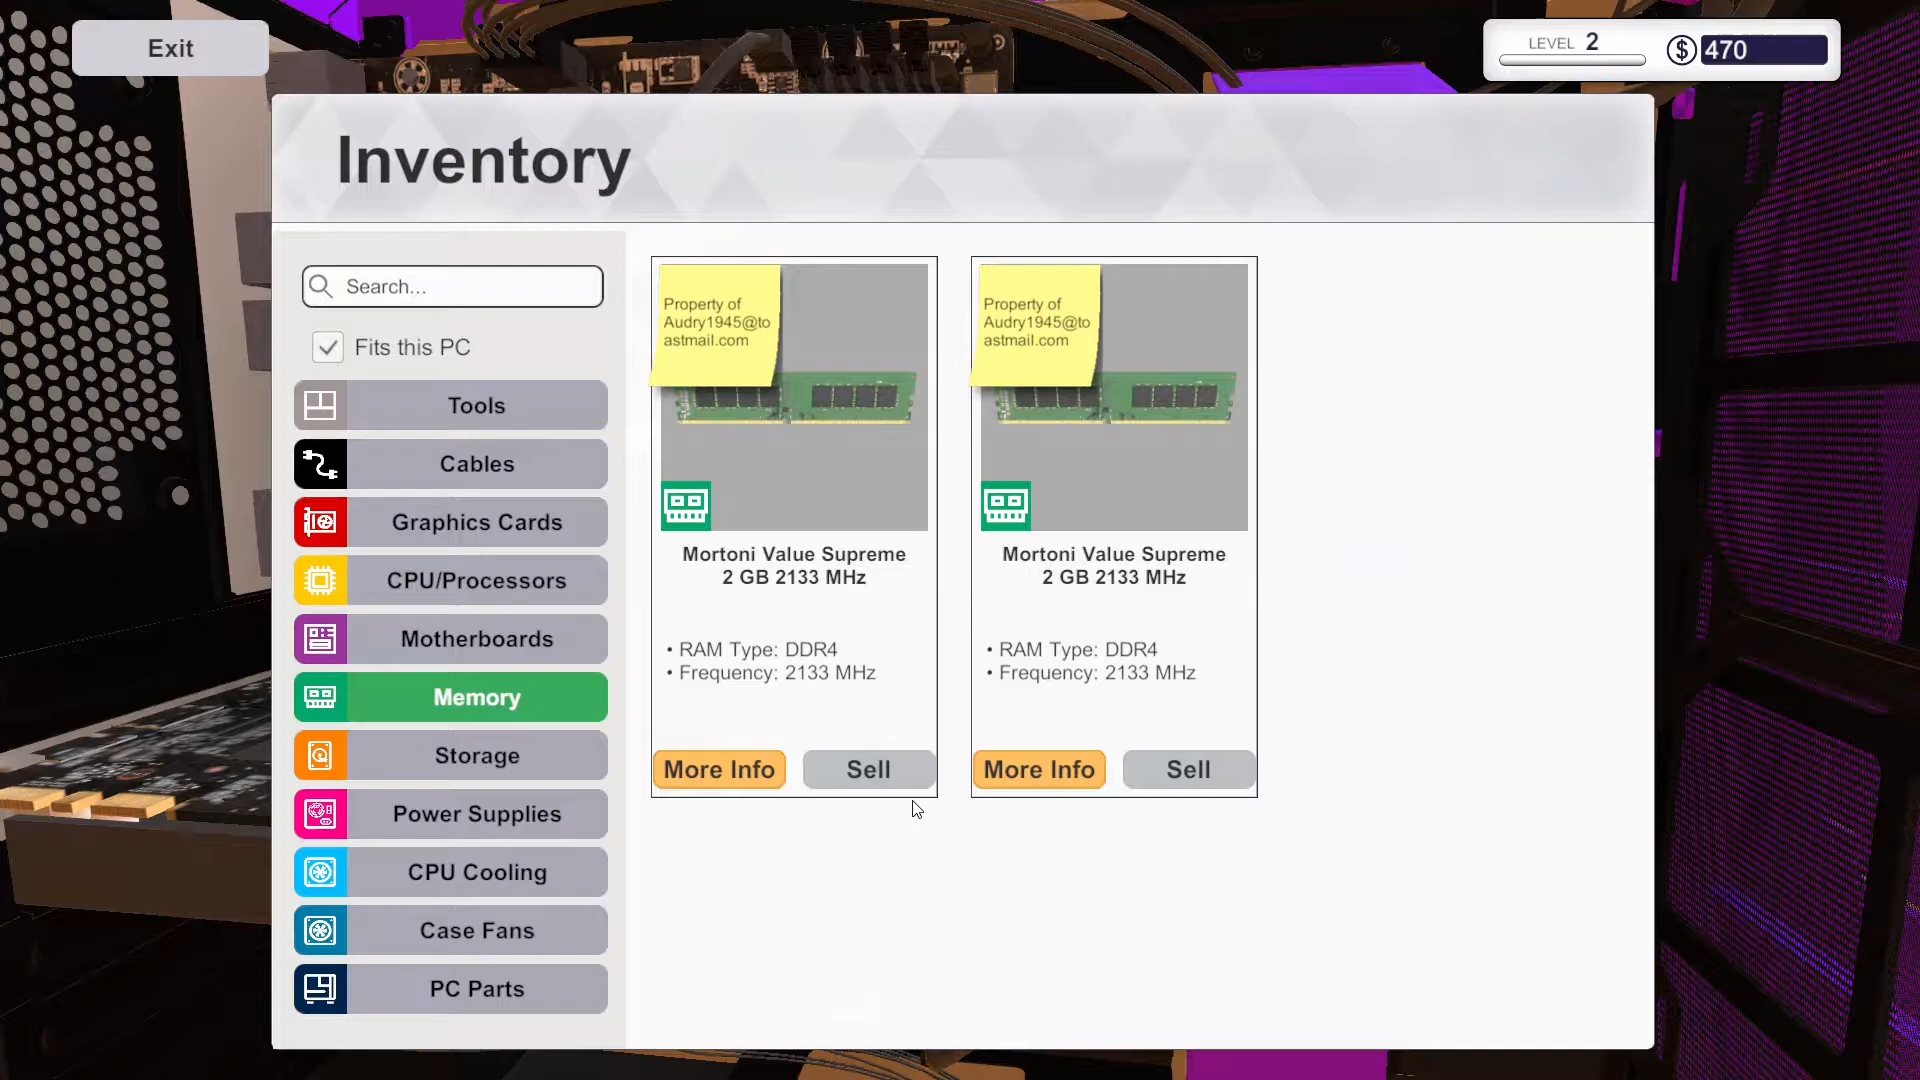 Exit
LEVEL 2
$ 470
Inventory
Search...
Fits this PC
Tools
Cables
Graphics Cards
CPU/Processors
Motherboards
Memory
Storage
Power Supplies
CPU Cooling
Case Fans
PC Parts
Property of
Audry1945@to
astmail.com
Mortoni Value Supreme
2 GB 2133 MHz
• RAM Type: DDR4
• Frequency: 2133 MHz
More Info
Sell
Property of
Audry1945@to
astmail.com
Mortoni Value Supreme
2 GB 2133 MHz
• RAM Type: DDR4
• Frequency: 2133 MHz
More Info
Sell